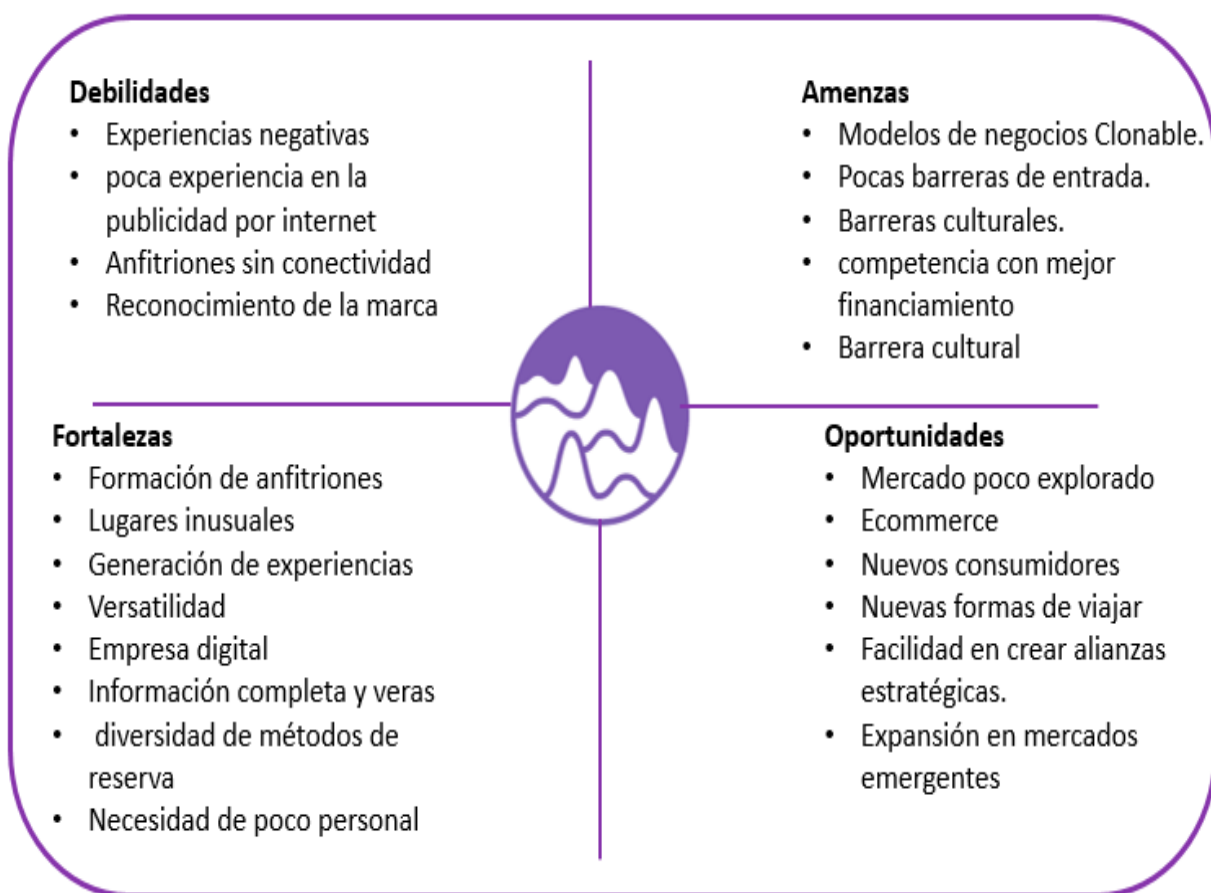 Debilidades
• Experiencias negativas
• poca experiencia en la
publicidad por internet
• Anfitriones sin conectividad
• Reconocimiento de la marca
Amenzas
• Modelos de negocios Clonable.
• Pocas barreras de entrada.
• Barreras culturales.
• competencia con mejor
financiamiento
• Barrera cultural
Fortalezas
• Formación de anfitriones
• Lugares inusuales
• Generación de experiencias
• Versatilidad
• Empresa digital
• Información completa y veras
• diversidad de métodos de
reserva
• Necesidad de poco personal
Oportunidades
• Mercado poco explorado
• Ecommerce
• Nuevos consumidores
• Nuevas formas de viajar
• Facilidad en crear alianzas
estratégicas.
• Expansión en mercados
emergentes